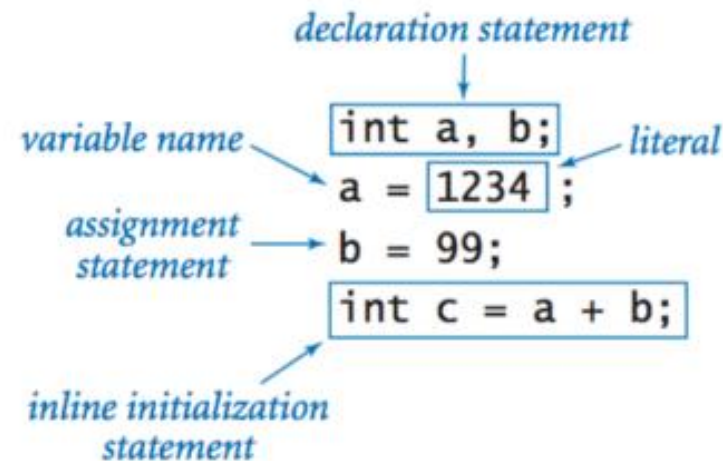 declaration statement
int a, b;
variable name
literal
a = 1234 ;
assignment
statement
b = 99;
int c = a + b;
inline initialization
statement